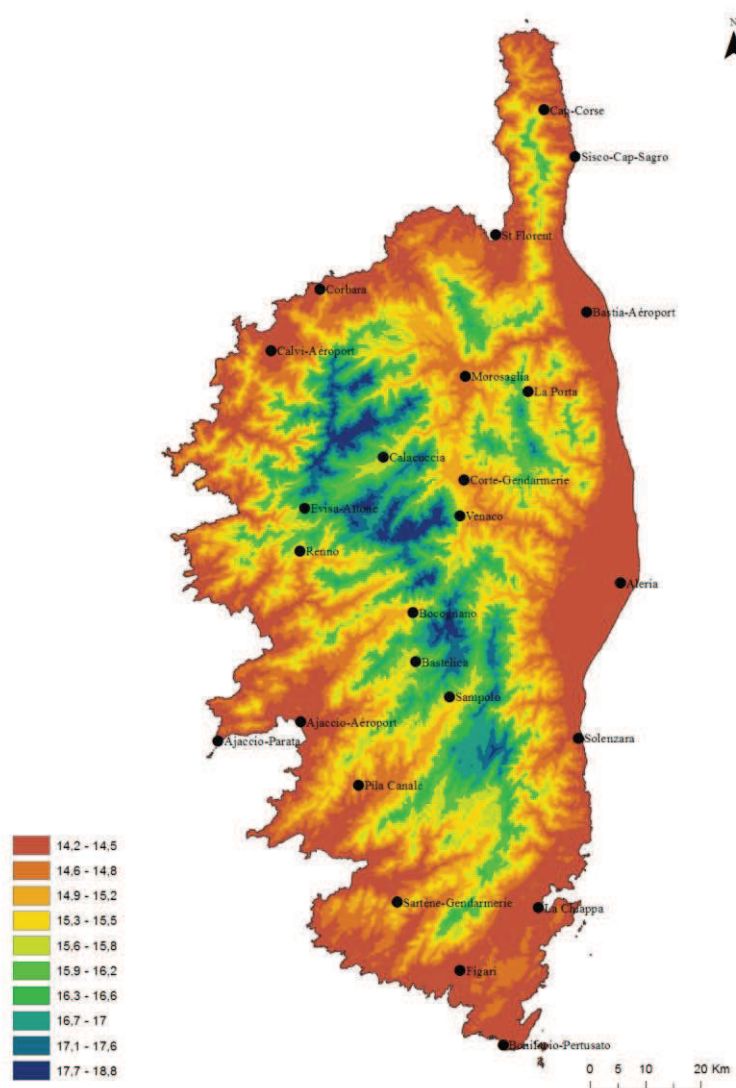 N
Cap-Corse
Sisco-Cap-Sagro
St Florent
Corbara
Bastia-Aéroport
Calvi-Aéroport
Morosaglia
La Porta
Calacuccia
Corte-Gendarmerie
Evisa-Aïtone
Venaco
Renno
Aleria
Bocognano
Bastelica
Sampolo
Ajaccio-Aéroport
Ajaccio-Parata
Solenzara
Pila Canale
14,2 - 14,5
14,6 - 14,8
14,9 - 15,2
15,3 - 15,5
15,6 - 15,8
15,9 - 16,2
16,3 - 16,6
16,7 - 17
17,1 - 17,6
17,7 - 18,8
Sartène-Gendarmerie
La Chiappa
Figari
Bonifacio-Pertusato
0 5 10 20 Km